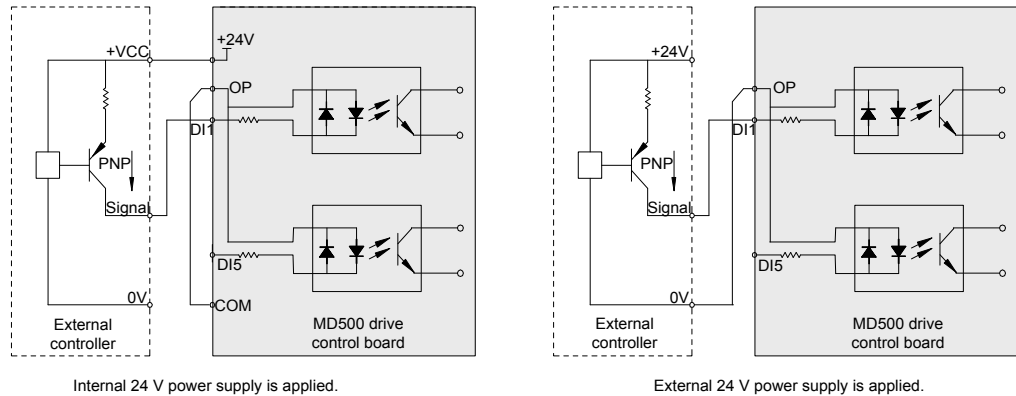 +VCC
+24V
OP
DI1
PNP
Signal
DI5
0V
COM
External
controller
MD500 drive
control board
Internal 24 V power supply is applied.
+24V
OP
DI1
PNP
Signal
DI5
0V
External
controller
MD500 drive
control board
External 24 V power supply is applied.